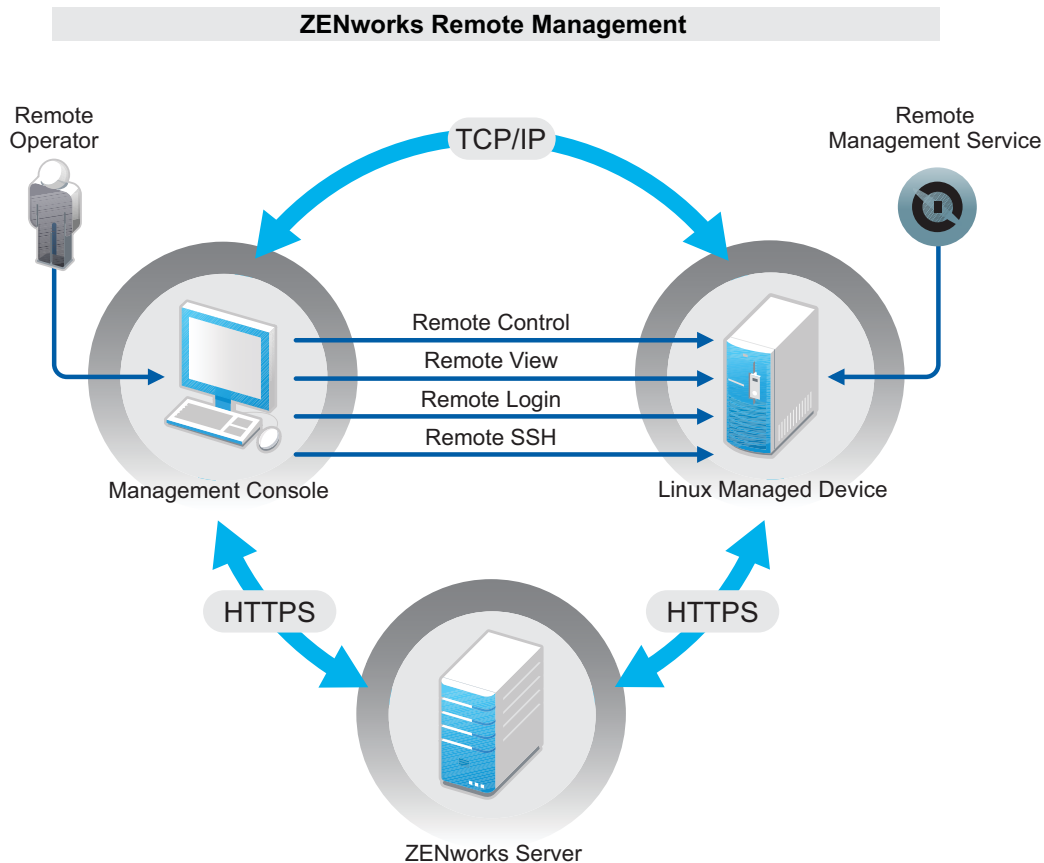 ZENworks Remote Management
Remote
Operator
TCP/IP
Remote
Management Service
Remote Control
Remote View
Remote Login
Remote SSH
Management Console
Linux Managed Device
HTTPS
HTTPS
ZENworks Server